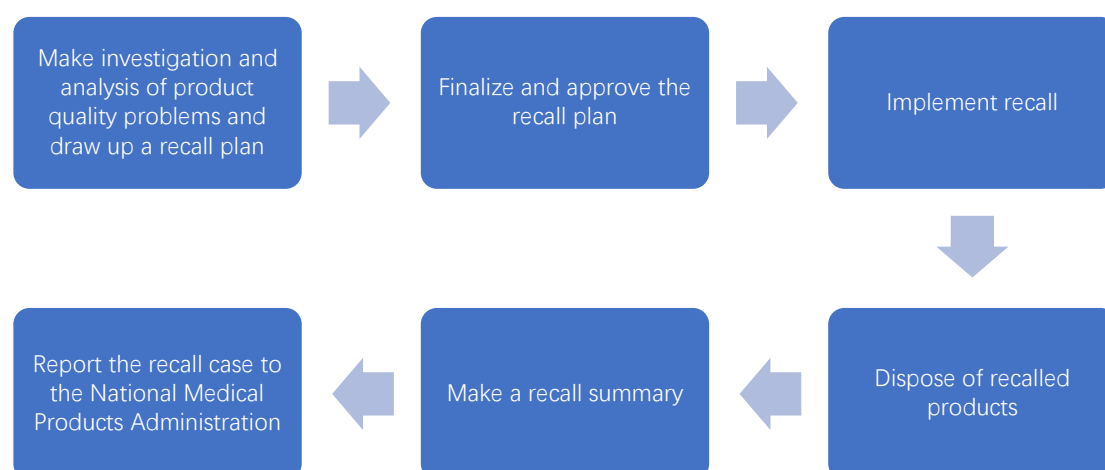 Make investigation and
analysis of product
quality problems and
draw up a recall plan
Finalize and approve the
recall plan
Implement recall
Dispose of recalled
products
Make a recall summary
Report the recall case to
the National Medical
Products Administration